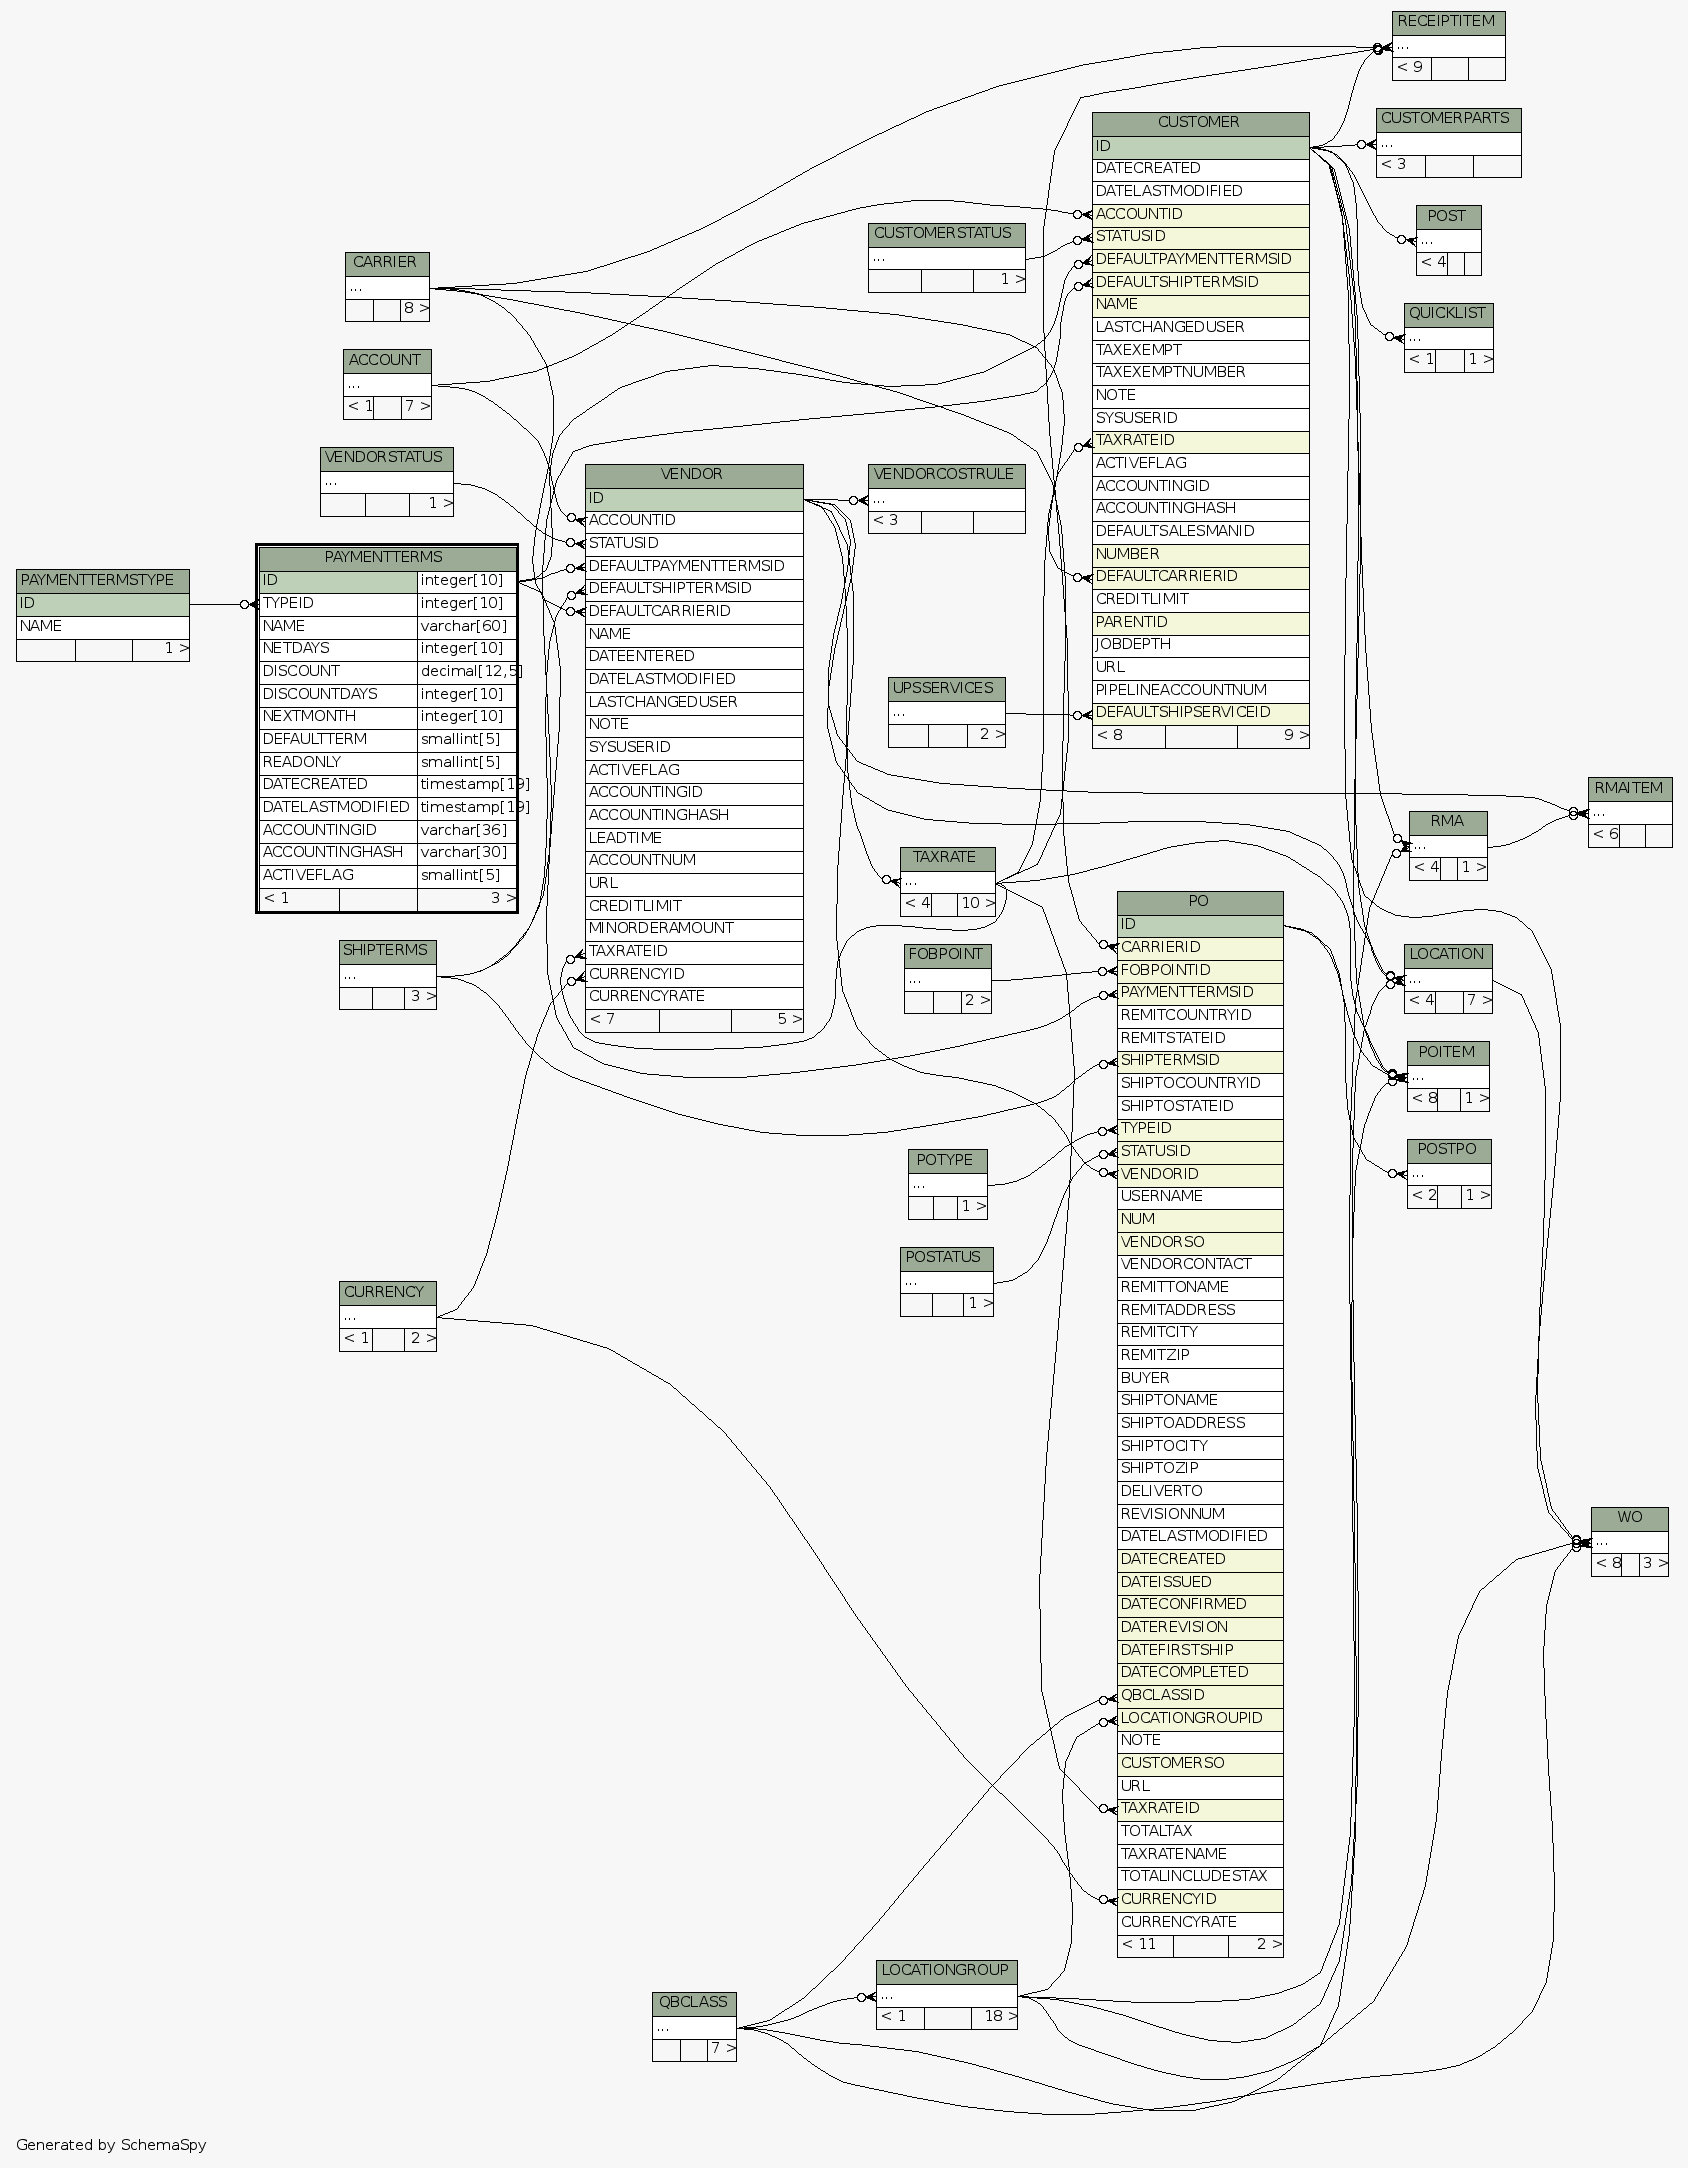 RECEIPTITEM
...
< 9
CUSTOMERPARTS
...
< 3
POST
...
< 4
QUICKLIST
...
< 1 1 >
CUSTOMER
ID
DATECREATED
DATELASTMODIFIED
ACCOUNTID
STATUSID
DEFAULTPAYMENTTERMSID
DEFAULTSHIPTERMSID
NAME
LASTCHANGEDUSER
TAXEXEMPT
TAXEXEMPTNUMBER
NOTE
SYSUSERID
TAXRATEID
ACTIVEFLAG
ACCOUNTINGID
ACCOUNTINGHASH
DEFAULTSALESMANID
NUMBER
DEFAULTCARRIERID
CREDITLIMIT
PARENTID
JOBDEPTH
URL
PIPELINEACCOUNTNUM
DEFAULTSHIPSERVICEID
< 8 9 >
CUSTOMERSTATUS
...
1 >
CARRIER
...
8 >
ACCOUNT
...
< 1 7 >
VENDORSTATUS
...
1 >
PAYMENTTERMSTYPE
ID
NAME
1 >
PAYMENTTERMS
ID integer[10]
TYPEID integer[10]
NAME varchar[60]
NETDAYS integer[10]
DISCOUNT decimal[12,5]
DISCOUNTDAYS integer[10]
NEXTMONTH integer[10]
DEFAULTTERM smallint[5]
READONLY smallint[5]
DATECREATED timestamp[19]
DATELASTMODIFIED timestamp[19]
ACCOUNTINGID varchar[36]
ACCOUNTINGHASH varchar[30]
ACTIVEFLAG smallint[5]
< 1 3 >
VENDOR
ID
ACCOUNTID
STATUSID
DEFAULTPAYMENTTERMSID
DEFAULTSHIPTERMSID
DEFAULTCARRIERID
NAME
DATEENTERED
DATELASTMODIFIED
LASTCHANGEDUSER
NOTE
SYSUSERID
ACTIVEFLAG
ACCOUNTINGID
ACCOUNTINGHASH
LEADTIME
ACCOUNTNUM
URL
CREDITLIMIT
MINORDERAMOUNT
TAXRATEID
CURRENCYID
CURRENCYRATE
< 7 5 >
VENDORCOSTRULE
...
< 3
UPSSERVICES
...
2 >
TAXRATE
...
< 4 10 >
RMAITEM
...
< 6
RMA
...
< 4 1 >
SHIPTERMS
...
3 >
FOBPOINT
...
2 >
PO
ID
CARRIERID
FOBPOINTID
PAYMENTTERMSID
REMITCOUNTRYID
REMITSTATEID
SHIPTERMSID
SHIPTOCOUNTRYID
SHIPTOSTATEID
TYPEID
STATUSID
VENDORID
USERNAME
NUM
VENDORSO
VENDORCONTACT
REMITTONAME
REMITADDRESS
REMITCITY
REMITZIP
BUYER
SHIPTONAME
SHIPTOADDRESS
SHIPTOCITY
SHIPTOZIP
DELIVERTO
REVISIONNUM
DATELASTMODIFIED
DATECREATED
DATEISSUED
DATECONFIRMED
DATEREVISION
DATEFIRSTSHIP
DATECOMPLETED
QBCLASSID
LOCATIONGROUPID
NOTE
CUSTOMERSO
URL
TAXRATEID
TOTALTAX
TAXRATENAME
TOTALINCLUDESTAX
CURRENCYID
CURRENCYRATE
< 11 2 >
LOCATION
...
< 4 7 >
POITEM
...
< 8 1 >
POSTPO
...
< 2 1 >
POTYPE
...
1 >
POSTATUS
...
1 >
CURRENCY
...
< 1 2 >
WO
...
< 8 3 >
LOCATIONGROUP
...
< 1 18 >
QBCLASS
...
7 >
Generated by SchemaSpy